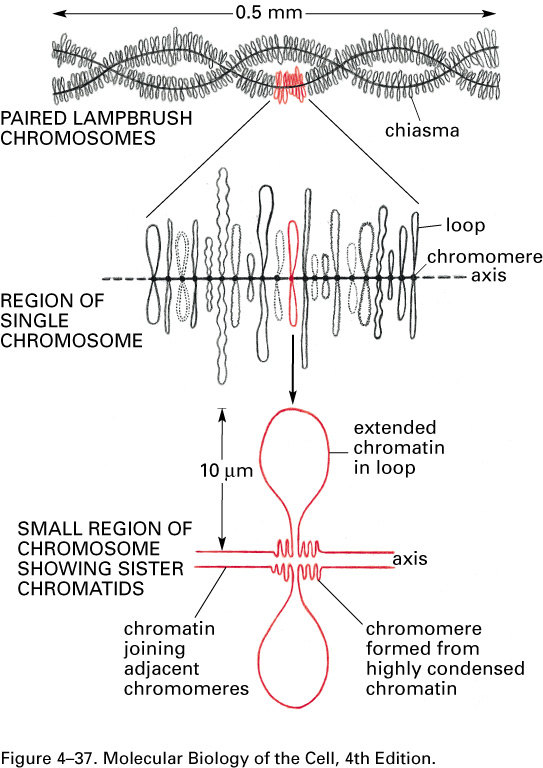 0.5 mm
PAIRED LAMPBRUSH
CHROMOSOMES
chiasma
loop
chromomere
axis
REGION OF
SINGLE
CHROMOSOME
extended
chromatin
in loop
10 μm
SMALL REGION OF
CHROMOSOME
SHOWING SISTER
CHROMATIDS
axis
chromatin
joining
adjacent
chromomeres
chromomere
formed from
highly condensed
chromatin
Figure 4–37. Molecular Biology of the Cell, 4th Edition.